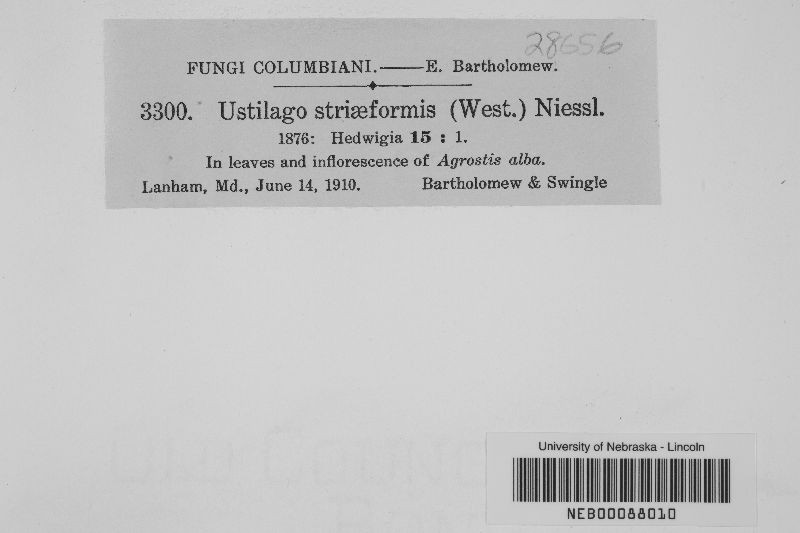 28656
FUNGI COLUMBIANI.——E. Bartholomew.
3300. Ustilago striæformis (West.) Niessl.
1876: Hedwigia 15 : 1.
In leaves and inflorescence of Agrostis alba.
Lanham, Md., June 14, 1910. Bartholomew & Swingle
University of Nebraska - Lincoln
NEB00088010